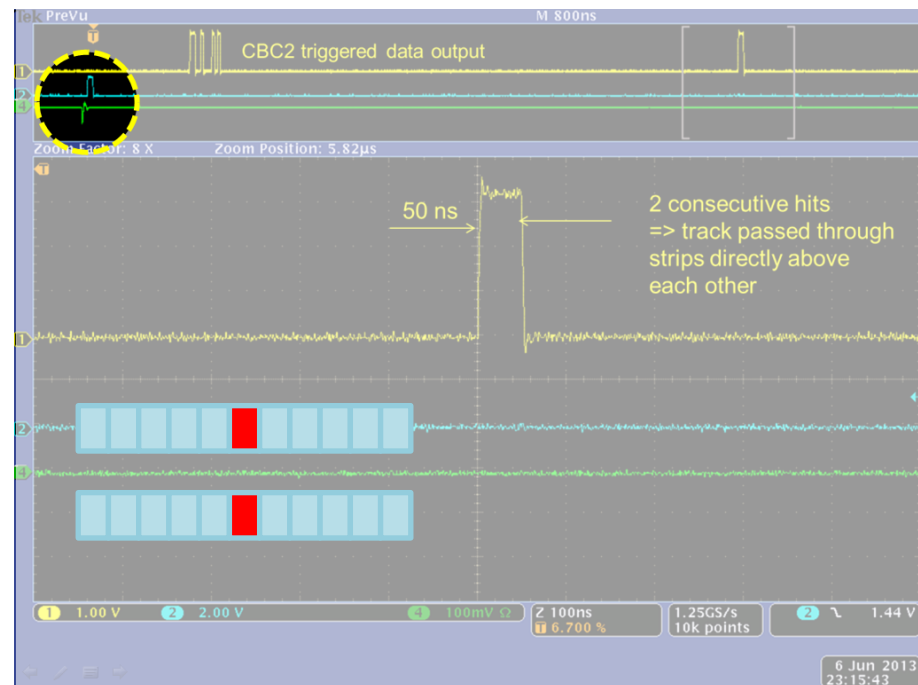 Tek PreVu
M 800ns
T
CBC2 triggered data output
1
2
4
Zoom Factor: 8 X
Zoom Position: 5.82µs
T
50 ns
2 consecutive hits
=> track passed through
strips directly above
each other
1
2
4
1 1.00 V
2 2.00 V
4 100mV Ω
Z 100ns
T 6.700 %
1.25GS/s
10k points
2 1.44 V
6 Jun 2013
23:15:43